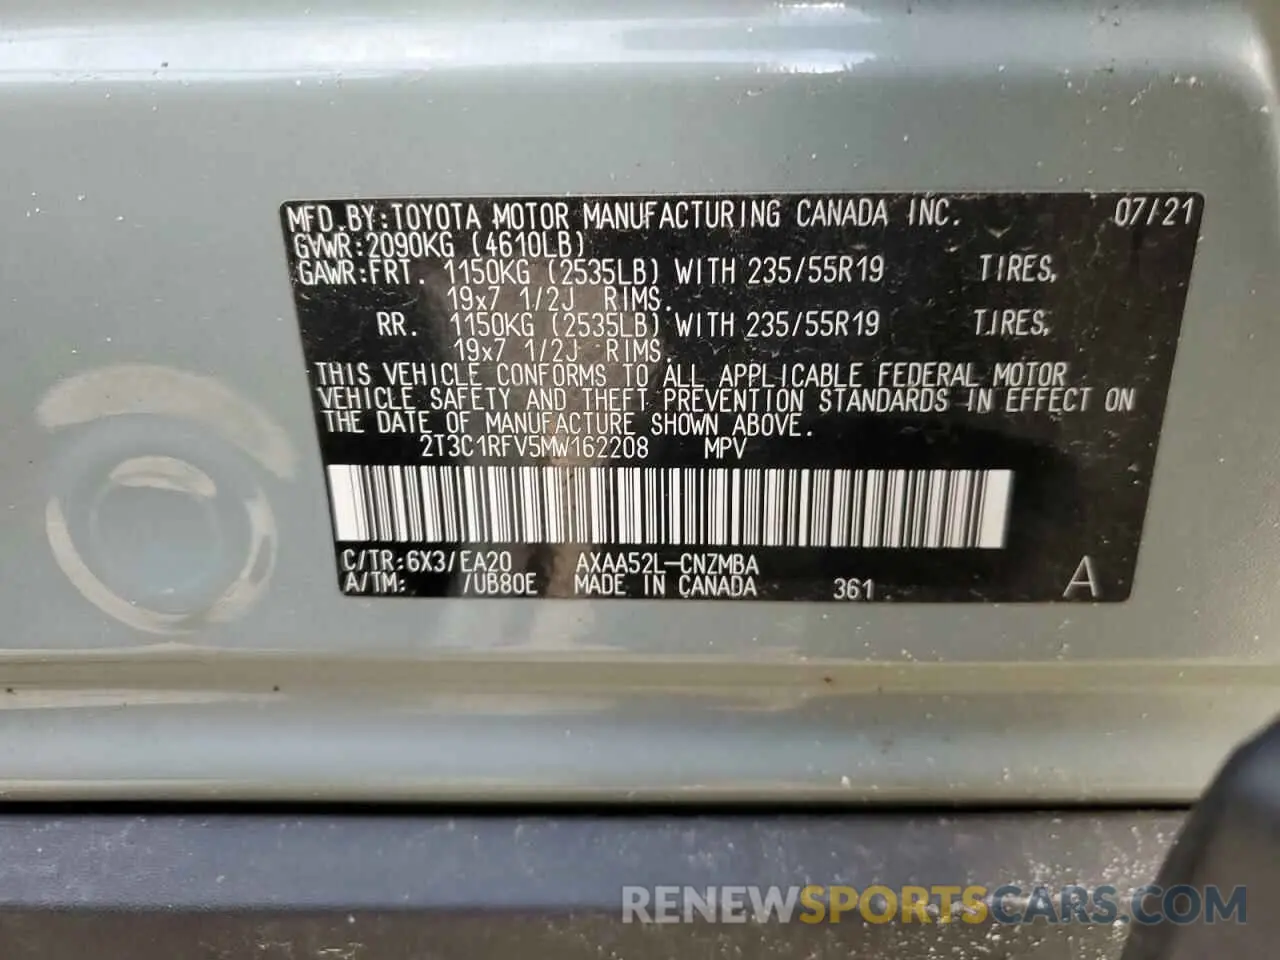 MFD.BY:TOYOTA MOTOR MANUFACTURING CANADA INC. 07/21
GVWR:2090KG (4610LB)
GAWR:FRT. 1150KG (2535LB) WITH 235/55R19 TIRES,
19x7 1/2J RIMS.
RR. 1150KG (2535LB) WITH 235/55R19 TIRES,
19x7 1/2J RIMS.
THIS VEHICLE CONFORMS TO ALL APPLICABLE FEDERAL MOTOR
VEHICLE SAFETY AND THEFT PREVENTION STANDARDS IN EFFECT ON
THE DATE OF MANUFACTURE SHOWN ABOVE.
2T3C1RFV5MW162208 MPV
C/TR:6X3/EA20 AXAA52L-CNZMBA
A/TM: /UB80E MADE IN CANADA 361 A
RENEWSPORTSCARS.COM